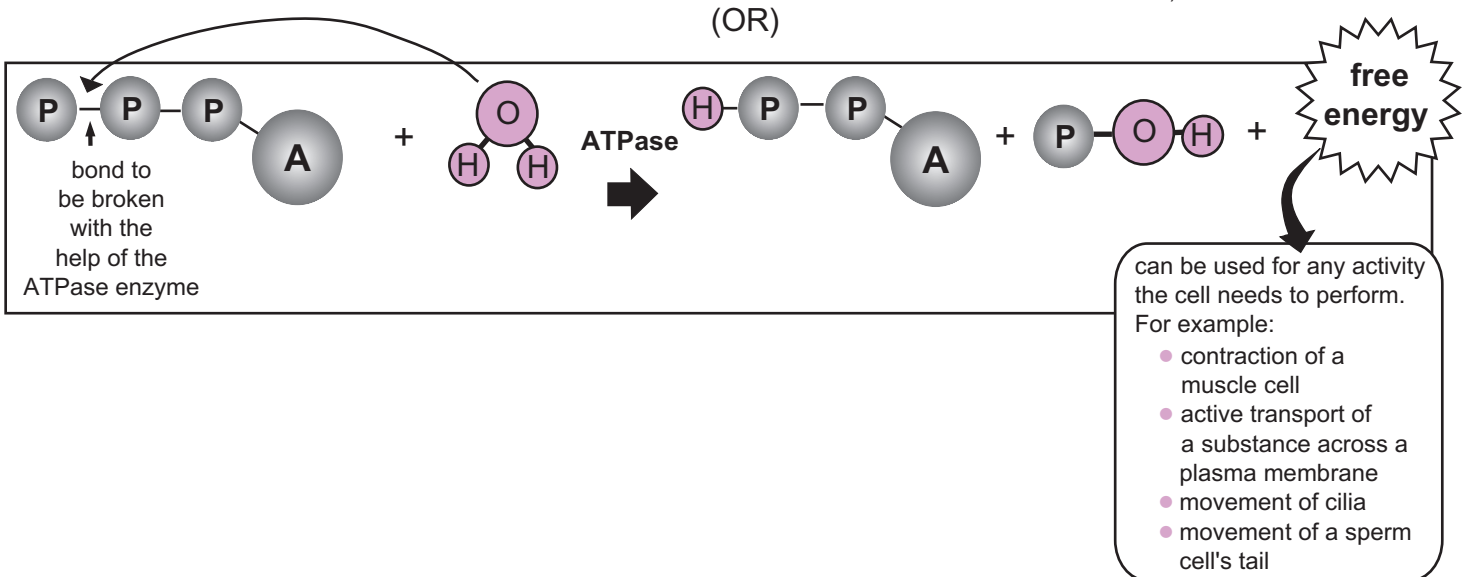 (OR)
P P P A + O H H ATPase H P P A + P O H + free energy
bond to
be broken
with the
help of the
ATPase enzyme
can be used for any activity
the cell needs to perform.
For example:
● contraction of a
muscle cell
● active transport of
a substance across a
plasma membrane
● movement of cilia
● movement of a sperm
cell's tail